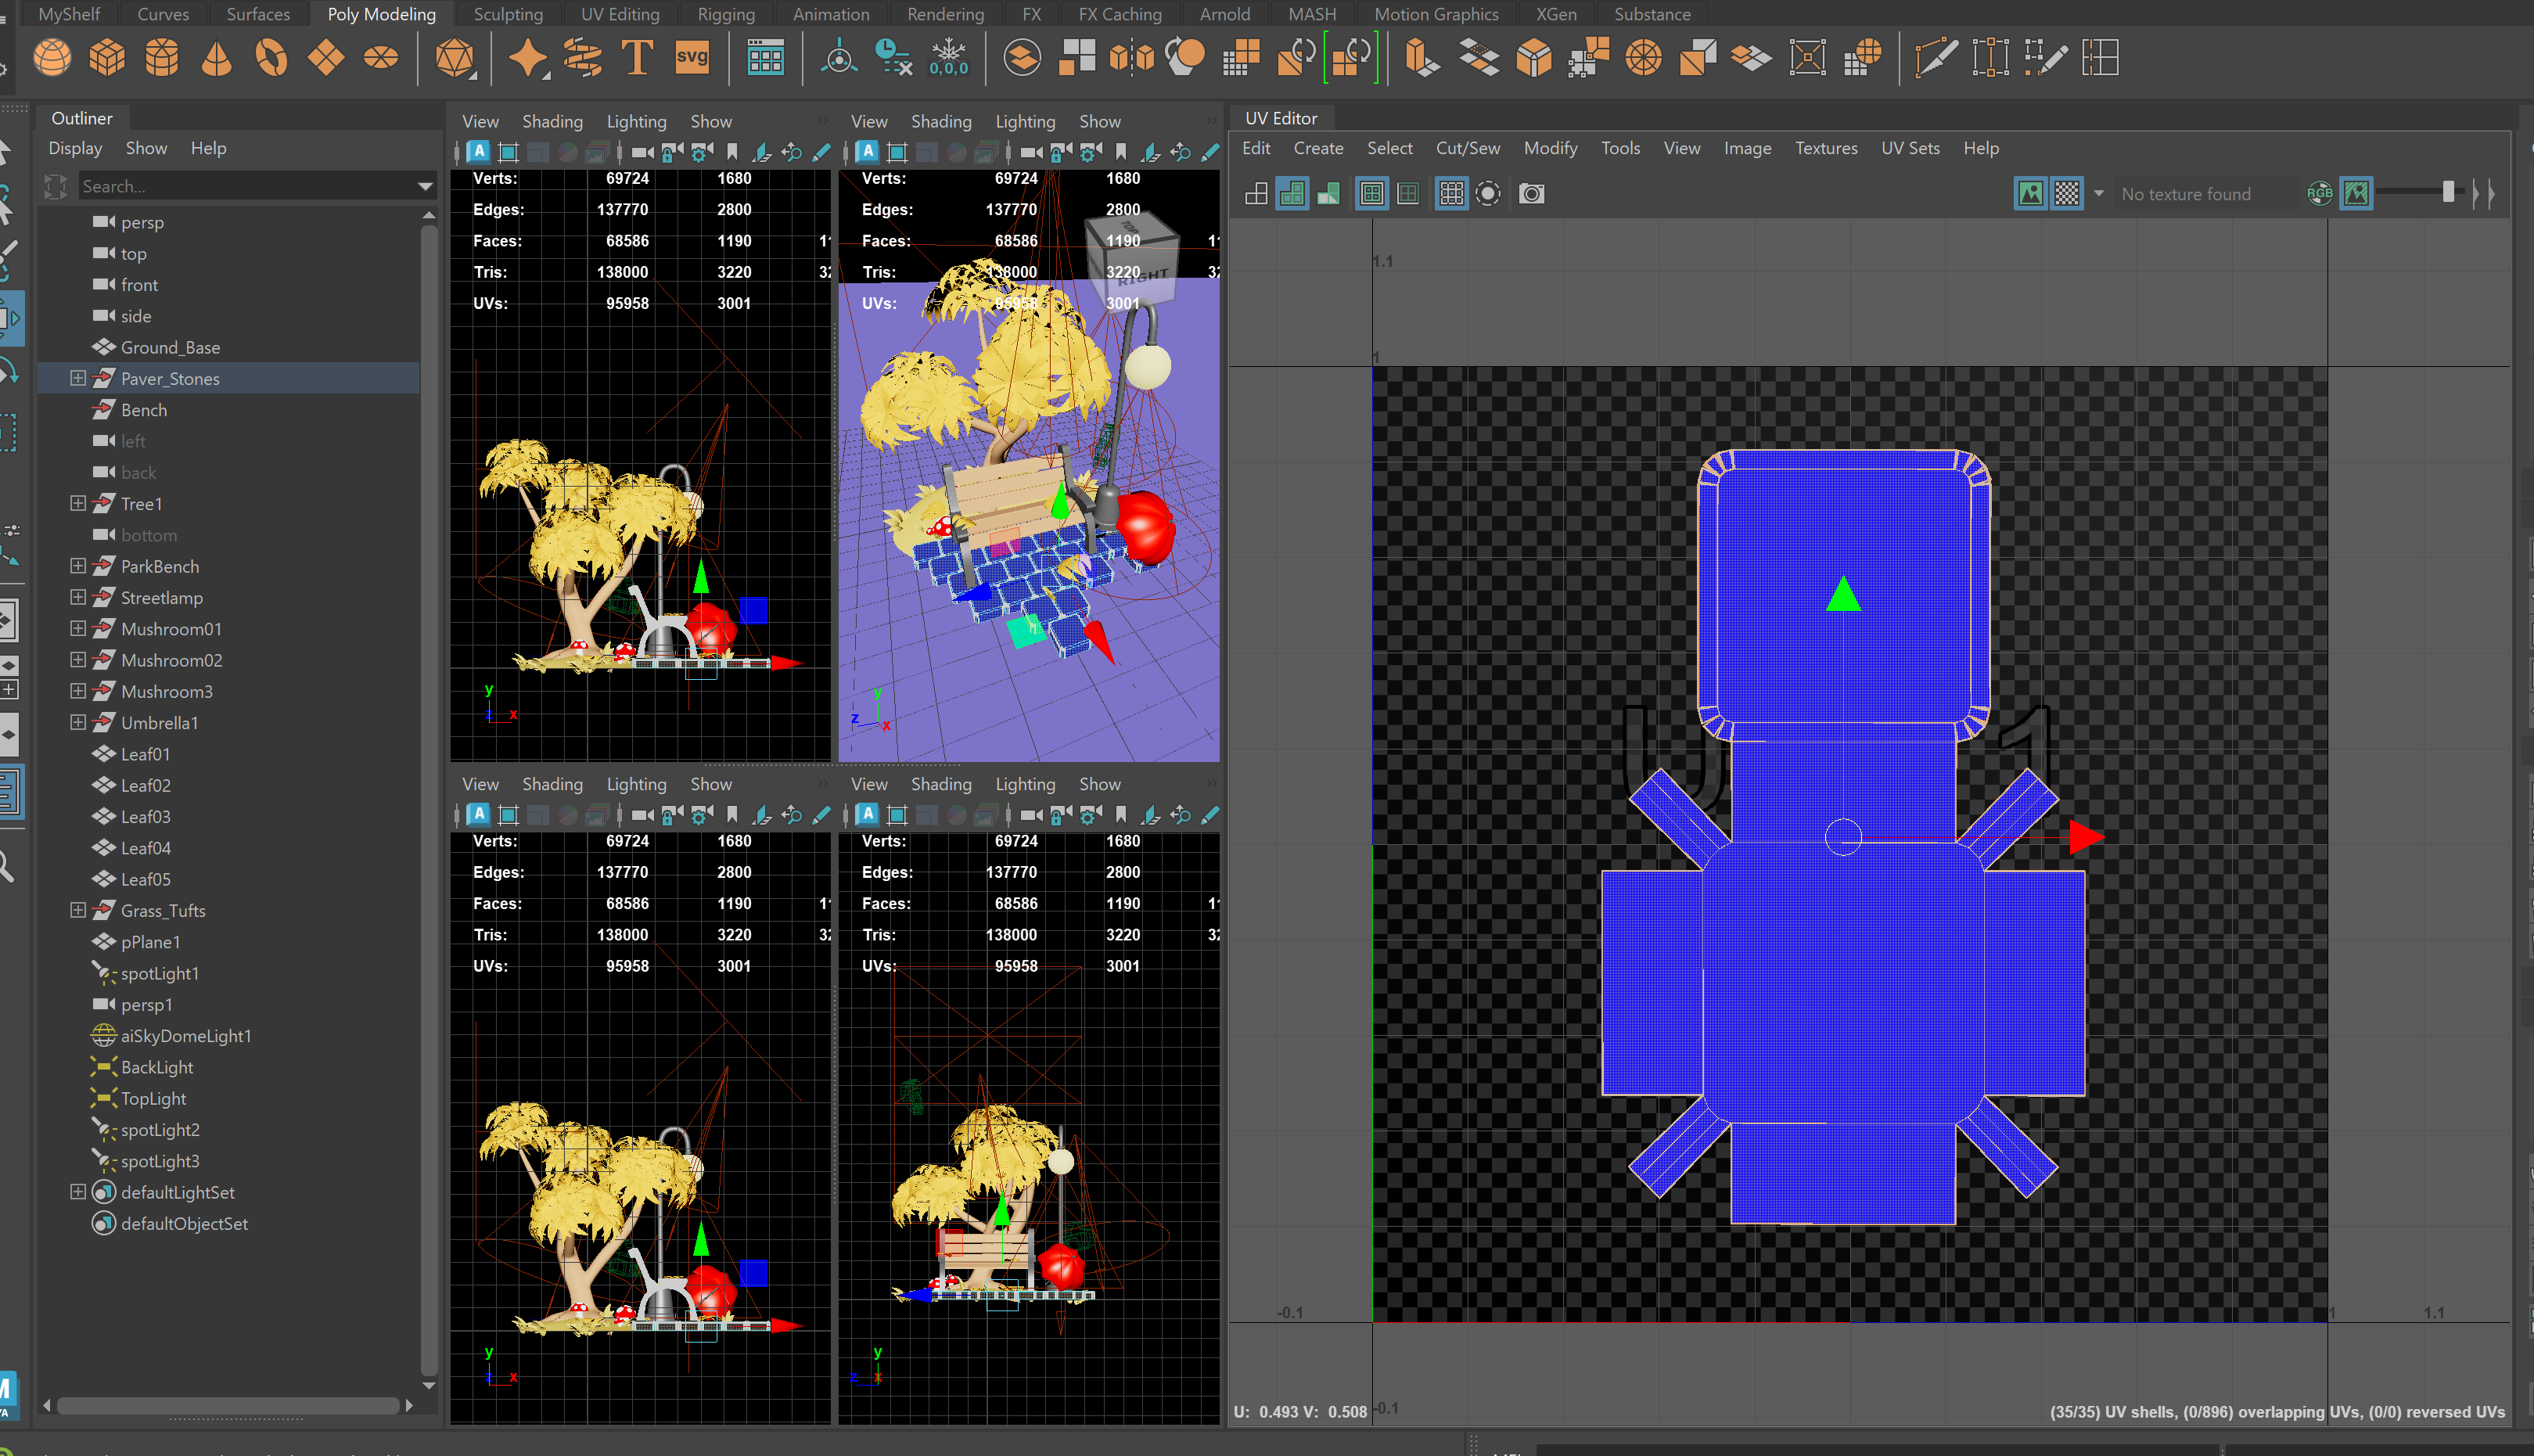 MyShelf Curves Surfaces Poly Modeling Sculpting UV Editing Rigging Animation Rendering FX FX Caching Arnold MASH Motion Graphics XGen Substance
T svg 0,0,0
Outliner
Display Show Help
Search...
persp
top
front
side
Ground_Base
Paver_Stones
Bench
left
back
Tree1
bottom
ParkBench
Streetlamp
Mushroom01
Mushroom02
Mushroom3
Umbrella1
Leaf01
Leaf02
Leaf03
Leaf04
Leaf05
Grass_Tufts
pPlane1
spotLight1
persp1
aiSkyDomeLight1
BackLight
TopLight
spotLight2
spotLight3
defaultLightSet
defaultObjectSet
View Shading Lighting Show
Verts: 69724 1680
Edges: 137770 2800
Faces: 68586 1190
Tris: 138000 3220
UVs: 95958 3001
y
z x
View Shading Lighting Show
Verts: 69724 1680
Edges: 137770 2800
Faces: 68586 1190
Tris: 138000 3220
UVs: 95958 3001
TOP
RIGHT
y
z
x
View Shading Lighting Show
Verts: 69724 1680
Edges: 137770 2800
Faces: 68586 1190
Tris: 138000 3220
UVs: 95958 3001
y
z x
View Shading Lighting Show
Verts: 69724 1680
Edges: 137770 2800
Faces: 68586 1190
Tris: 138000 3220
UVs: 95958 3001
y
z x
UV Editor
Edit Create Select Cut/Sew Modify Tools View Image Textures UV Sets Help
No texture found RGB
1.1
1
U 1
-0.1 1 1.1
-0.1
U: 0.493 V: 0.508
(35/35) UV shells, (0/896) overlapping UVs, (0/0) reversed UVs